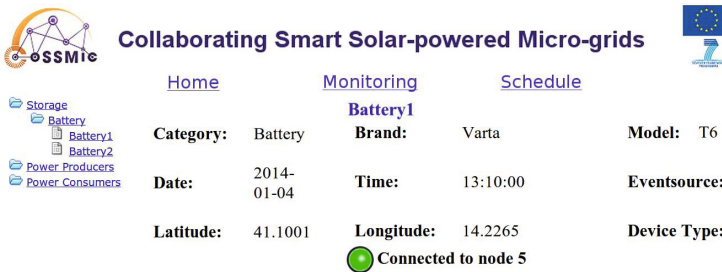 COSSMiC
Collaborating Smart Solar-powered Micro-grids
Home Monitoring Schedule
Storage
Battery
Battery1
Battery2
Power Producers
Power Consumers
Battery1
Category: Battery Brand: Varta Model: T6
Date: 2014-01-04 Time: 13:10:00 Eventsource:
Latitude: 41.1001 Longitude: 14.2265 Device Type:
Connected to node 5